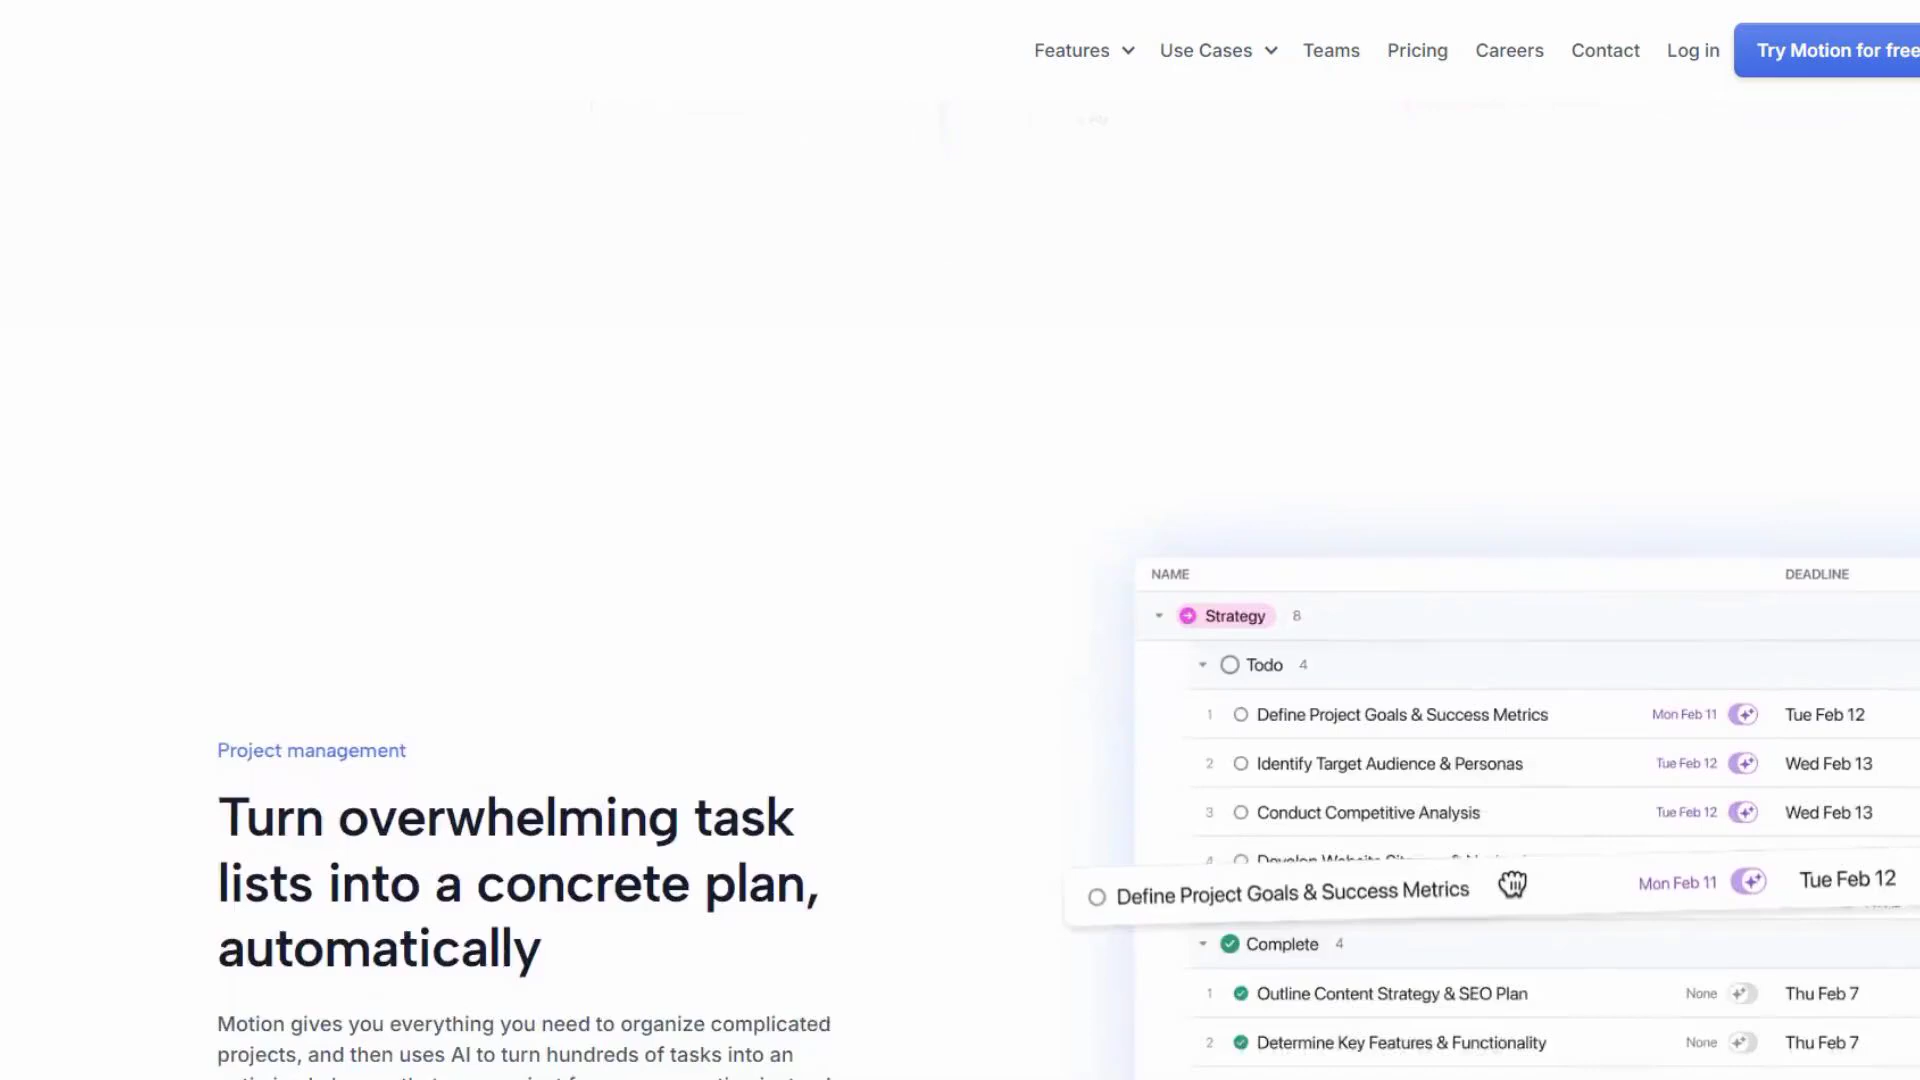 Features Use Cases Teams Pricing Careers Contact Log in Try Motion for free
NAME DEADLINE
Strategy 8
Todo 4
1 Define Project Goals & Success Metrics Mon Feb 11 Tue Feb 12
2 Identify Target Audience & Personas Tue Feb 12 Wed Feb 13
3 Conduct Competitive Analysis Tue Feb 12 Wed Feb 13
4 Develop Website
Define Project Goals & Success Metrics Mon Feb 11 Tue Feb 12
Complete 4
1 Outline Content Strategy & SEO Plan None Thu Feb 7
2 Determine Key Features & Functionality None Thu Feb 7
Project management
Turn overwhelming task
lists into a concrete plan,
automatically
Motion gives you everything you need to organize complicated
projects, and then uses AI to turn hundreds of tasks into an